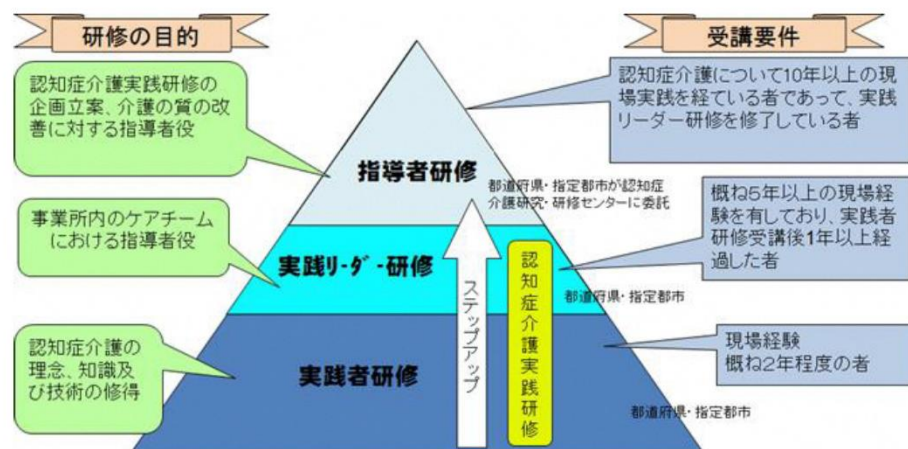 研修の目的
受講要件
認知症介護実践研修の
企画立案、介護の質の改
善に対する指導者役
認知症介護について10年以上の現
場実践を経ている者であって、実践
リーダー研修を修了している者
指導者研修
都道府県・指定都市が認知症
介護研究・研修センターに委託
事業所内のケアチーム
における指導者役
実践リーダー研修
概ね5年以上の現場経
験を有しており、実践者
研修受講後1年以上経
過した者
都道府県・指定都市
ステップアップ
認知症介護実践研修
認知症介護の
理念、知識及
び技術の修得
実践者研修
現場経験
概ね2年程度の者
都道府県・指定都市